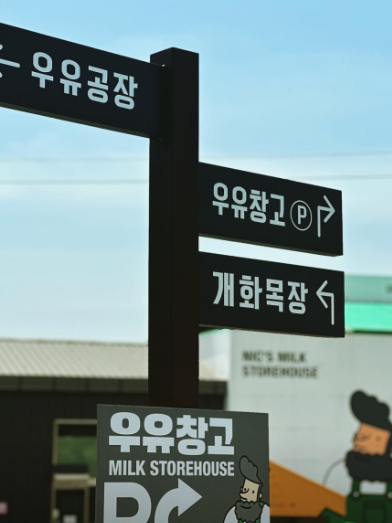 ← 우유공장
우유창고 Ⓟ ↱
개화목장 ↰
NIC'S MILK
STOREHOUSE
우유창고
MILK STOREHOUSE